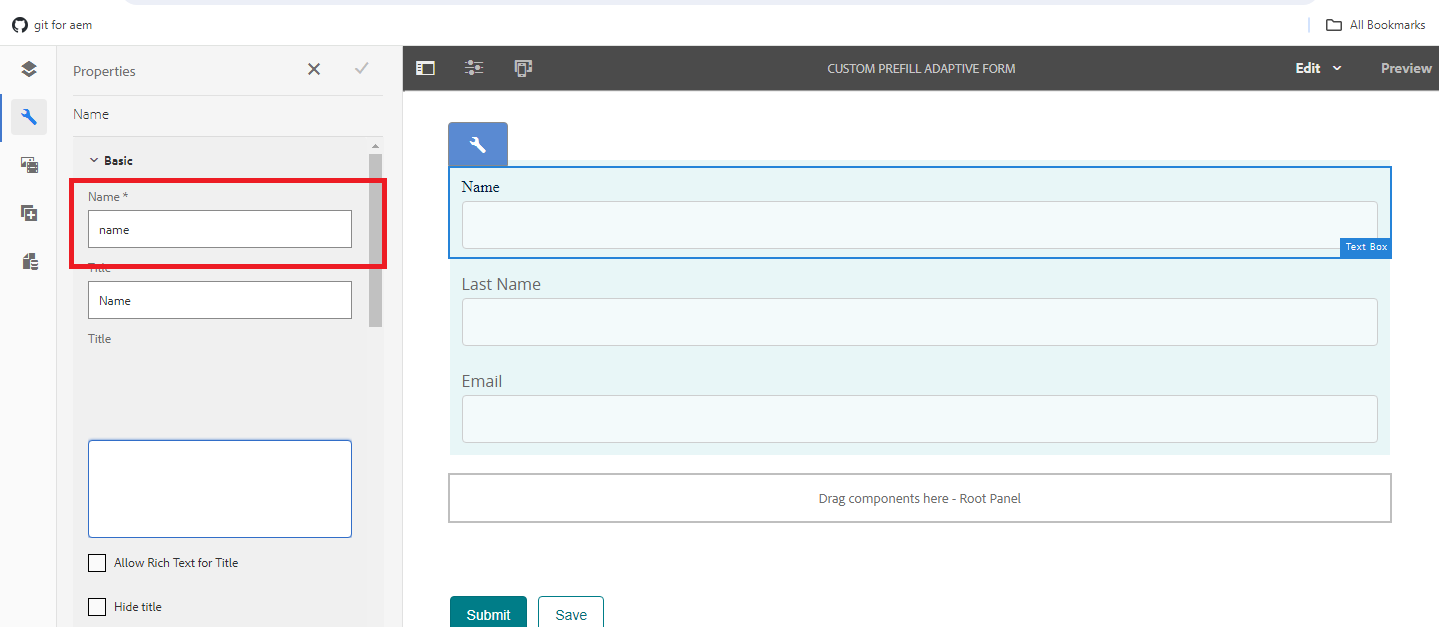 git for aem
All Bookmarks
Properties
CUSTOM PREFILL ADAPTIVE FORM
Edit
Preview
Name
Basic
Name *
name
Title
Name
Title
Allow Rich Text for Title
Hide title
Name
Text Box
Last Name
Email
Drag components here - Root Panel
Submit
Save